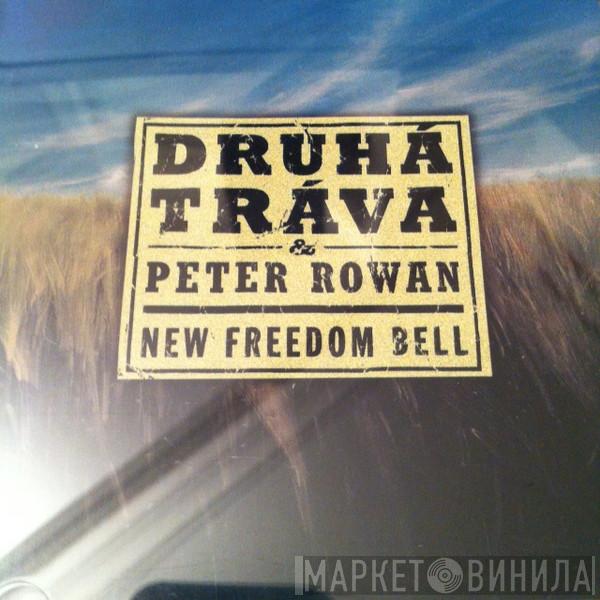 DRUHÁ
TRÁVA
&
PETER ROWAN
NEW FREEDOM BELL
МАРКЕТ ВИНИЛА